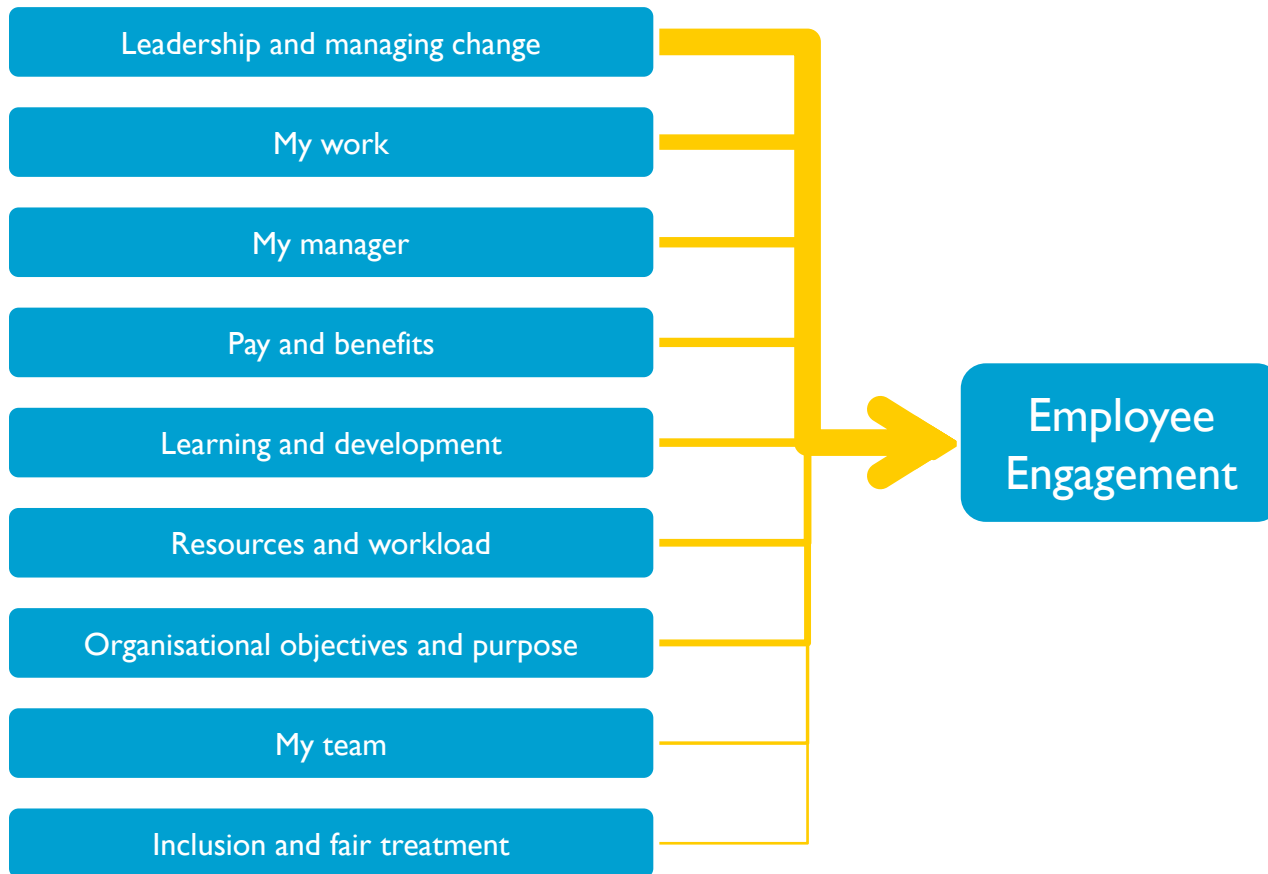 Leadership and managing change
My work
My manager
Pay and benefits
Learning and development
Resources and workload
Organisational objectives and purpose
My team
Inclusion and fair treatment
Employee
Engagement